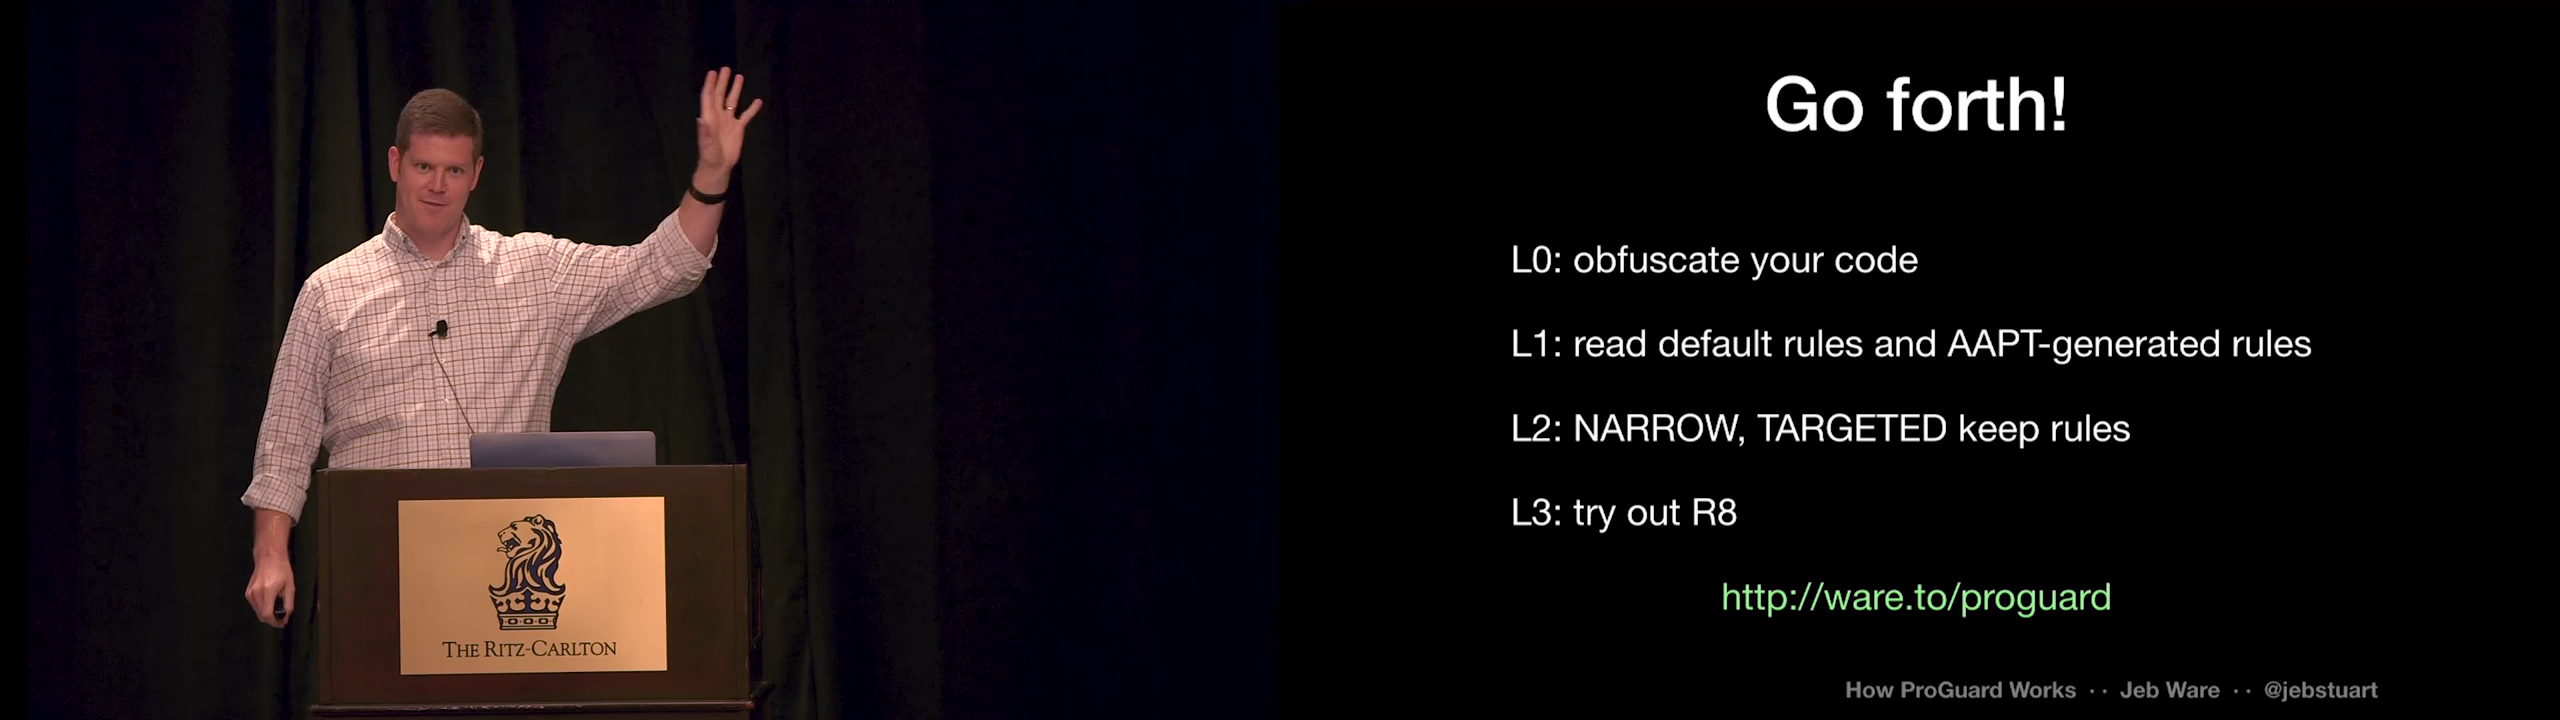 THE RITZ-CARLTON
Go forth!
L0: obfuscate your code
L1: read default rules and AAPT-generated rules
L2: NARROW, TARGETED keep rules
L3: try out R8
http://ware.to/proguard
How ProGuard Works ·· Jeb Ware ·· @jebstuart